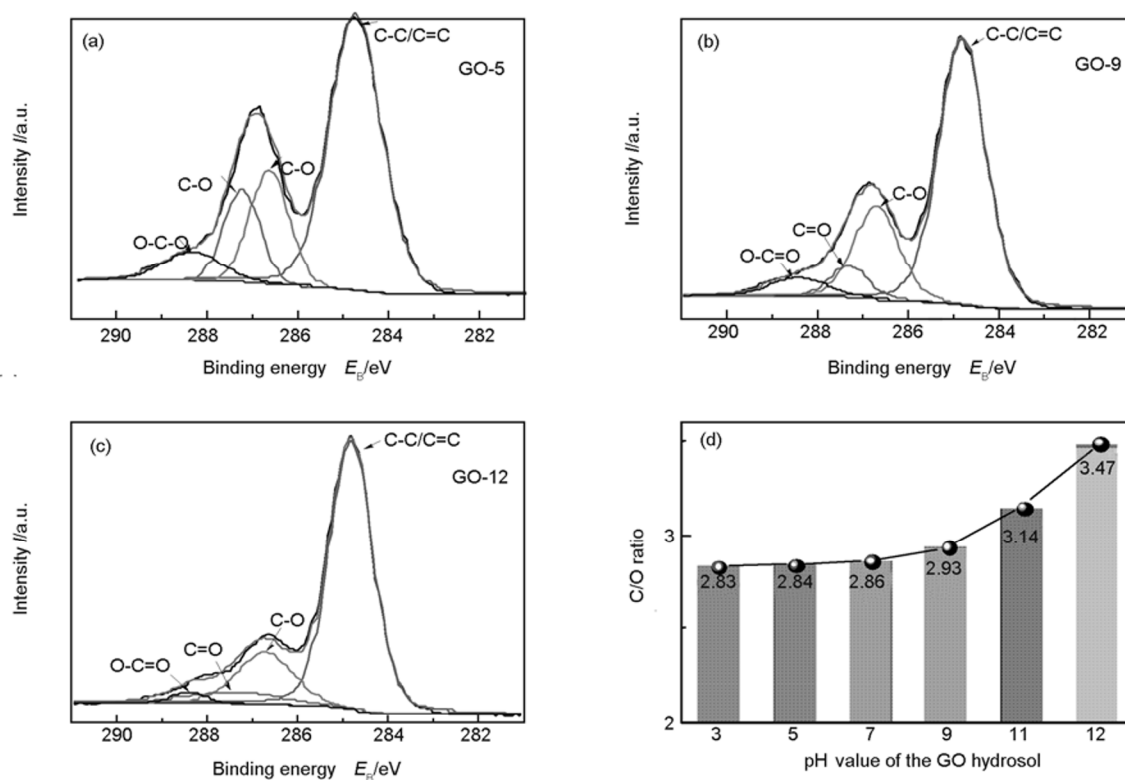 (a)
C-C/C=C
GO-5
C-O
C-O
O-C-O
Intensity I/a.u.
290 288 286 284 282
Binding energy E_B/eV
(b)
C-C/C=C
GO-9
C-O
C=O
O-C=O
Intensity I/a.u.
290 288 286 284 282
Binding energy E_B/eV
(c)
C-C/C=C
GO-12
C-O
C=O
O-C=O
Intensity I/a.u.
290 288 286 284 282
Binding energy E_B/eV
(d)
3.47
3.14
2.83 2.84 2.86 2.93
3
2
C/O ratio
3 5 7 9 11 12
pH value of the GO hydrosol